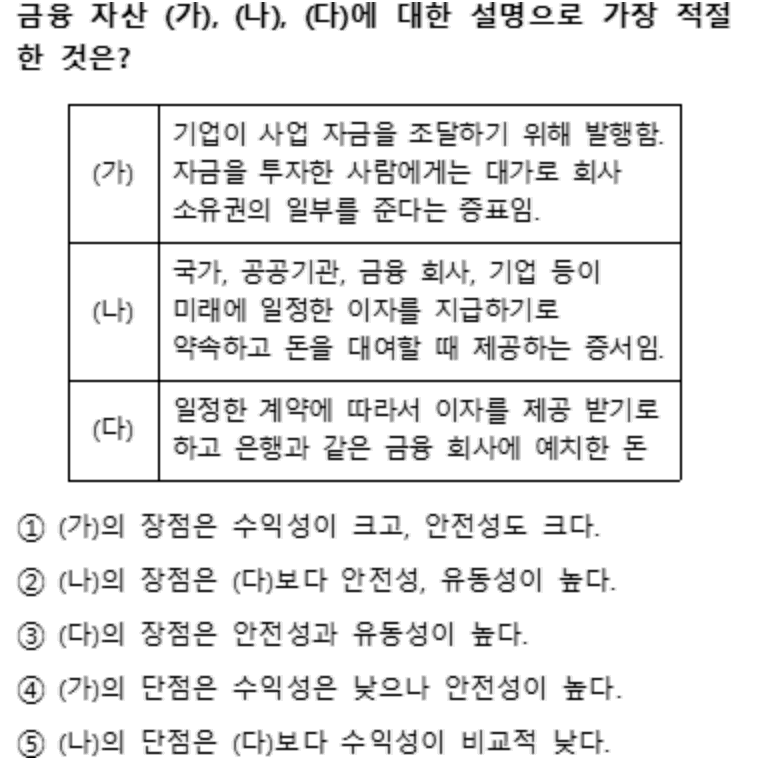 금융 자산 (가), (나), (다)에 대한 설명으로 가장 적절
한 것은?
(가)
기업이 사업 자금을 조달하기 위해 발행함.
자금을 투자한 사람에게는 대가로 회사
소유권의 일부를 준다는 증표임.
(나)
국가, 공공기관, 금융 회사, 기업 등이
미래에 일정한 이자를 지급하기로
약속하고 돈을 대여할 때 제공하는 증서임.
(다)
일정한 계약에 따라서 이자를 제공 받기로
하고 은행과 같은 금융 회사에 예치한 돈
① (가)의 장점은 수익성이 크고, 안전성도 크다.
② (나)의 장점은 (다)보다 안전성, 유동성이 높다.
③ (다)의 장점은 안전성과 유동성이 높다.
④ (가)의 단점은 수익성은 낮으나 안전성이 높다.
⑤ (나)의 단점은 (다)보다 수익성이 비교적 낮다.